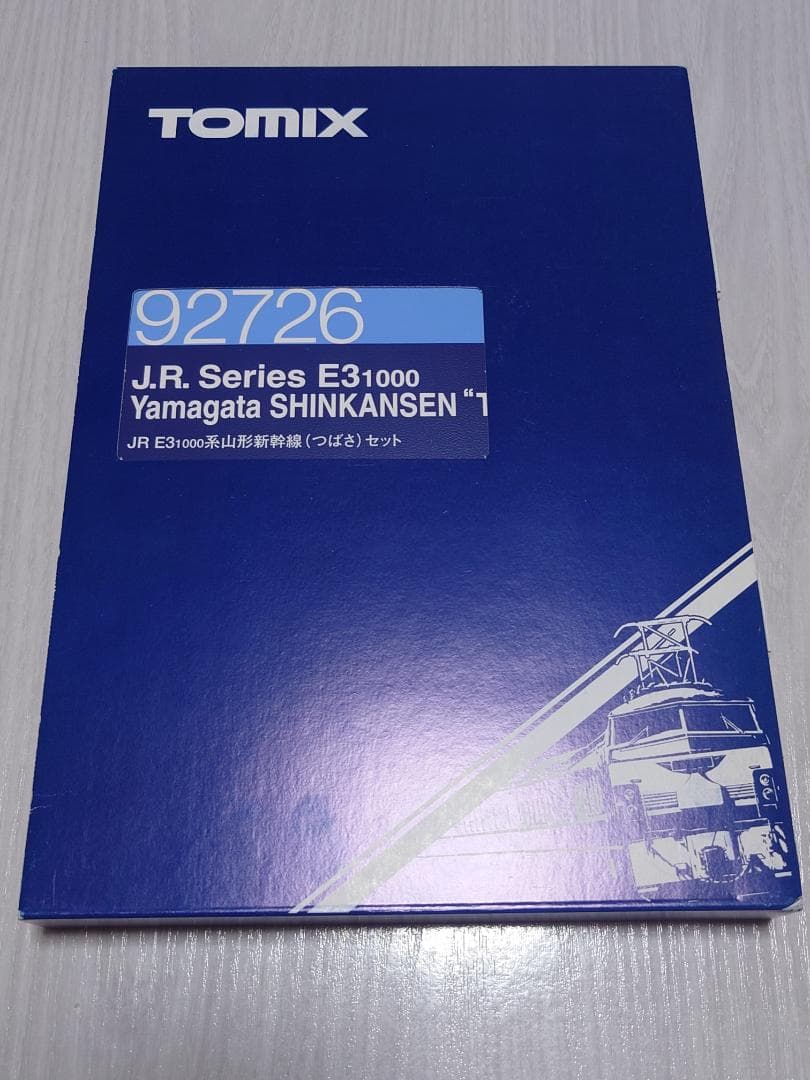 TOMIX
92726
J.R. Series E31000
Yamagata SHINKANSEN "T
JR E31000系山形新幹線(つばさ)セット